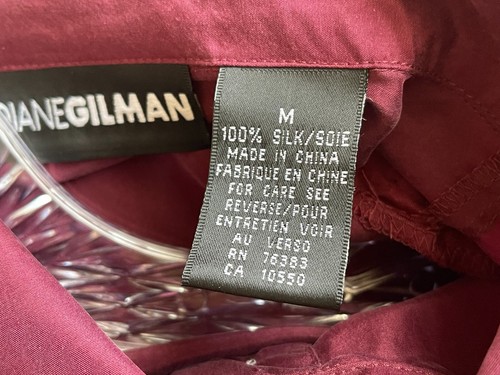 DIANEGILMAN
M
100% SILK/SOIE
MADE IN CHINA
FABRIQUE EN CHINE
FOR CARE SEE
REVERSE/POUR
ENTRETIEN VOIR
AU VERSO
RN 76383
CA 10550